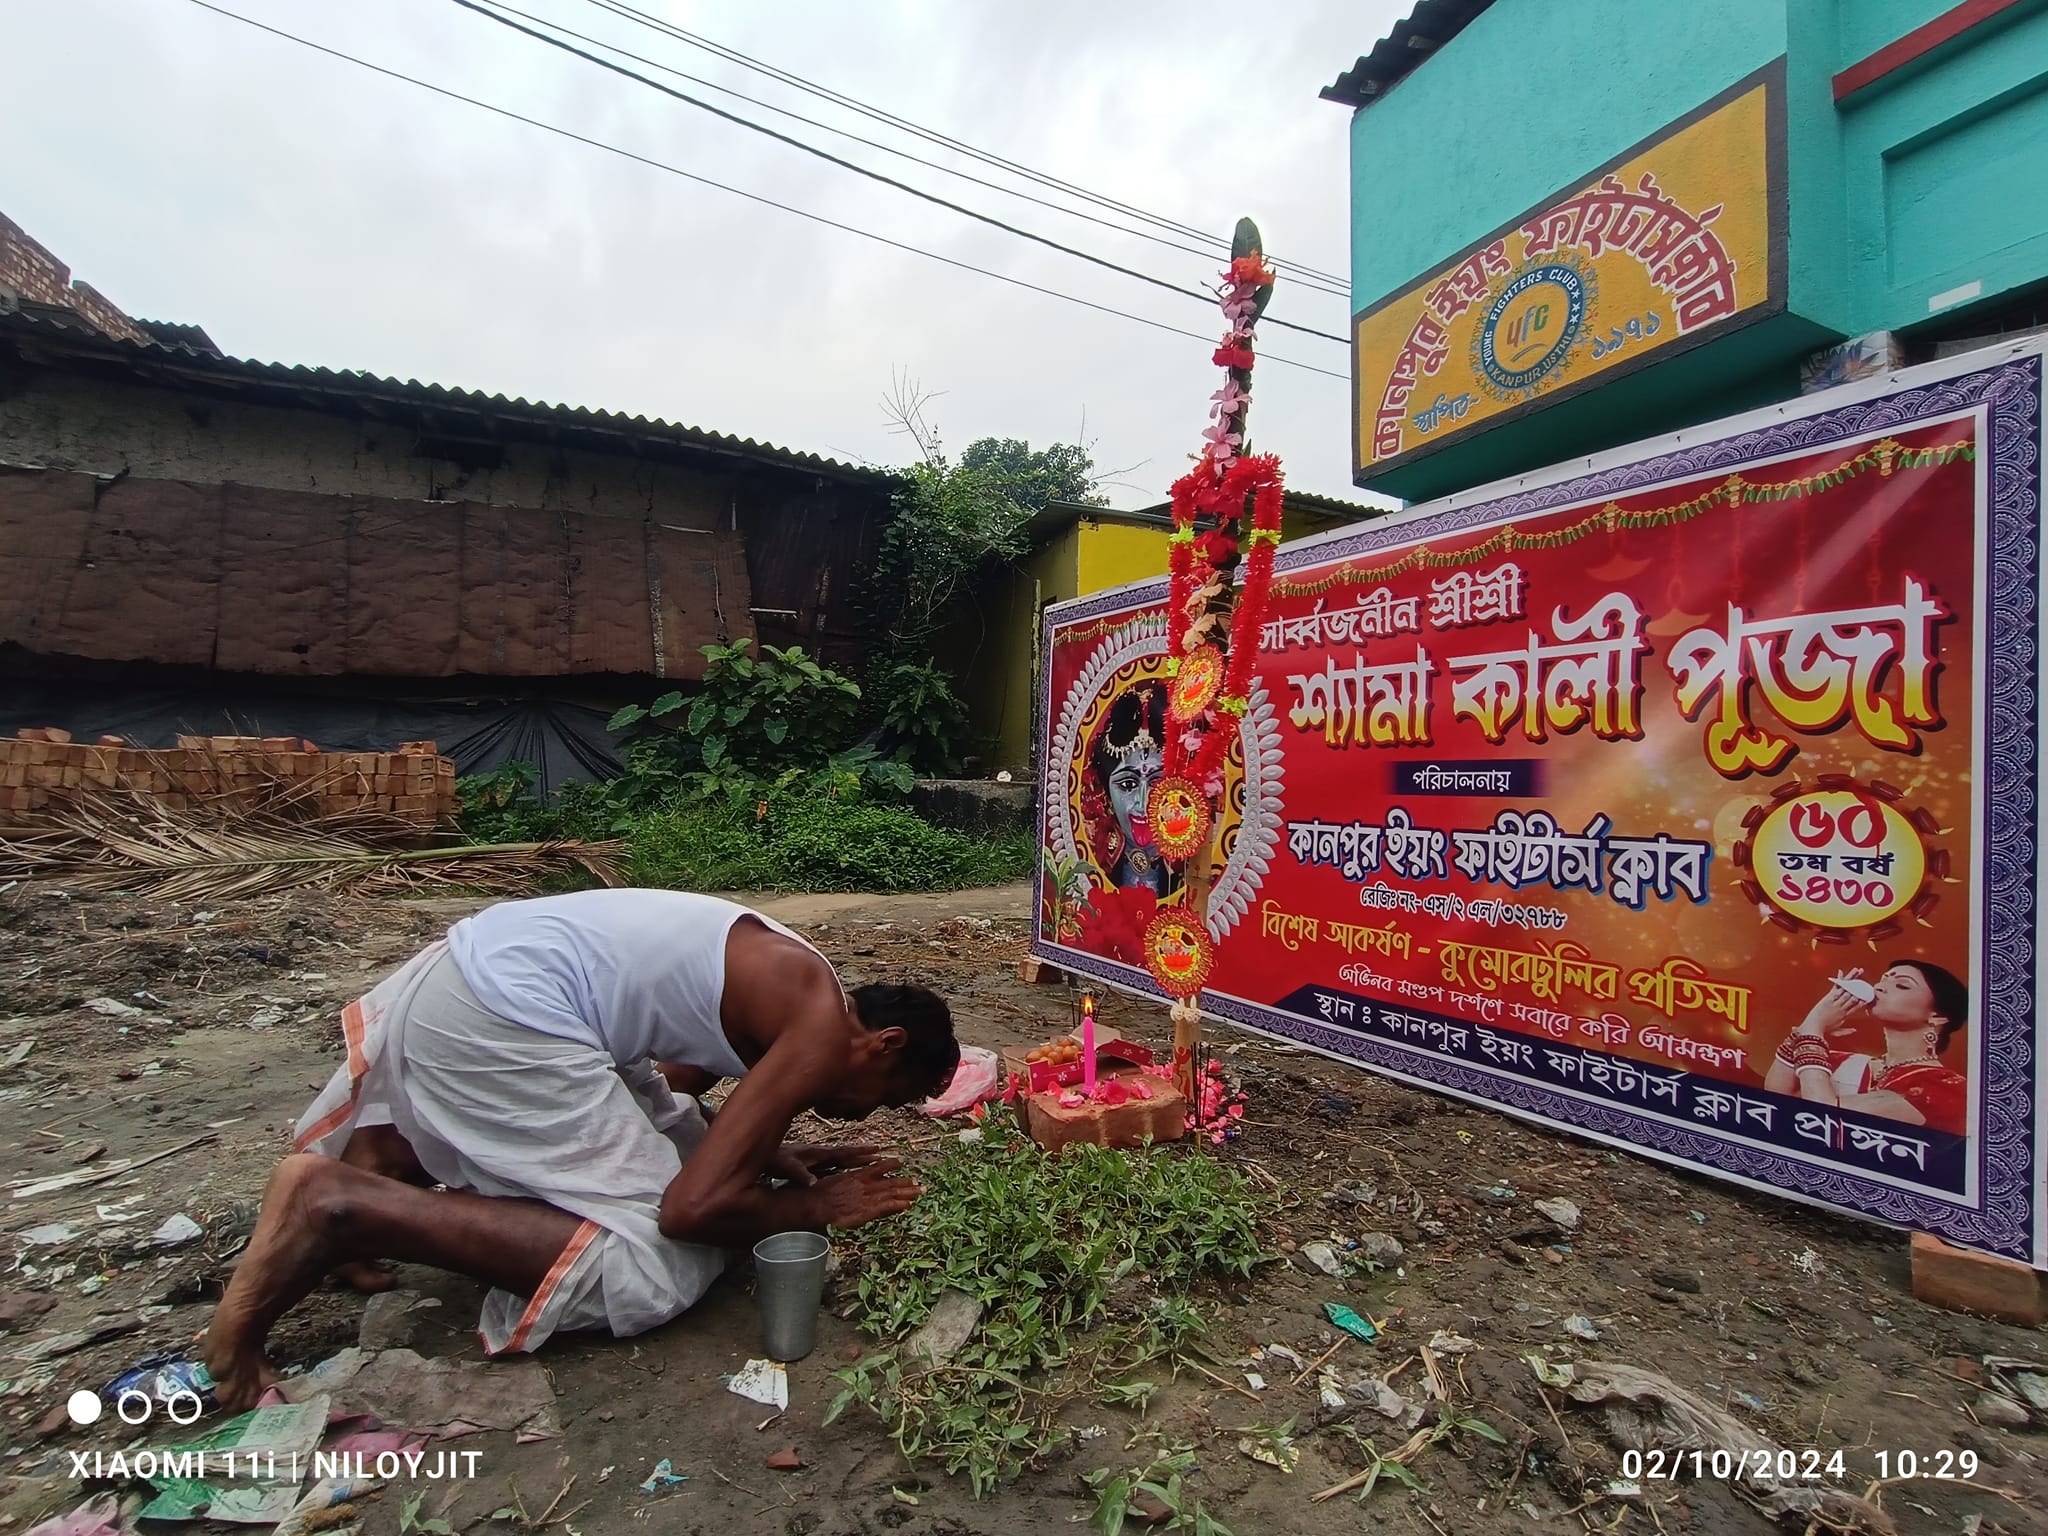 কানপুর ইয়ং ফাইটার্স ক্লাব
YOUNG FIGHTERS CLUB
UFC
KANPUR.USTHI
স্থাপিত-
১৯৭১
সার্ব্বজনীন শ্রীশ্রী
শ্যামা কালী পূজা
পরিচালনায়
কানপুর ইয়ং ফাইটার্স ক্লাব
রেজিঃ নং- এস/২ এল/৩২৭৮৮
৬০
তম বর্ষ
১৪৩০
বিশেষ আকর্ষণ - কুমোরটুলির প্রতিমা
অভিনব মণ্ডপ দর্শণে সবারে করি আমন্ত্রণ
স্থান : কানপুর ইয়ং ফাইটার্স ক্লাব প্রাঙ্গন
XIAOMI 11i | NILOYJIT
02/10/2024 10:29